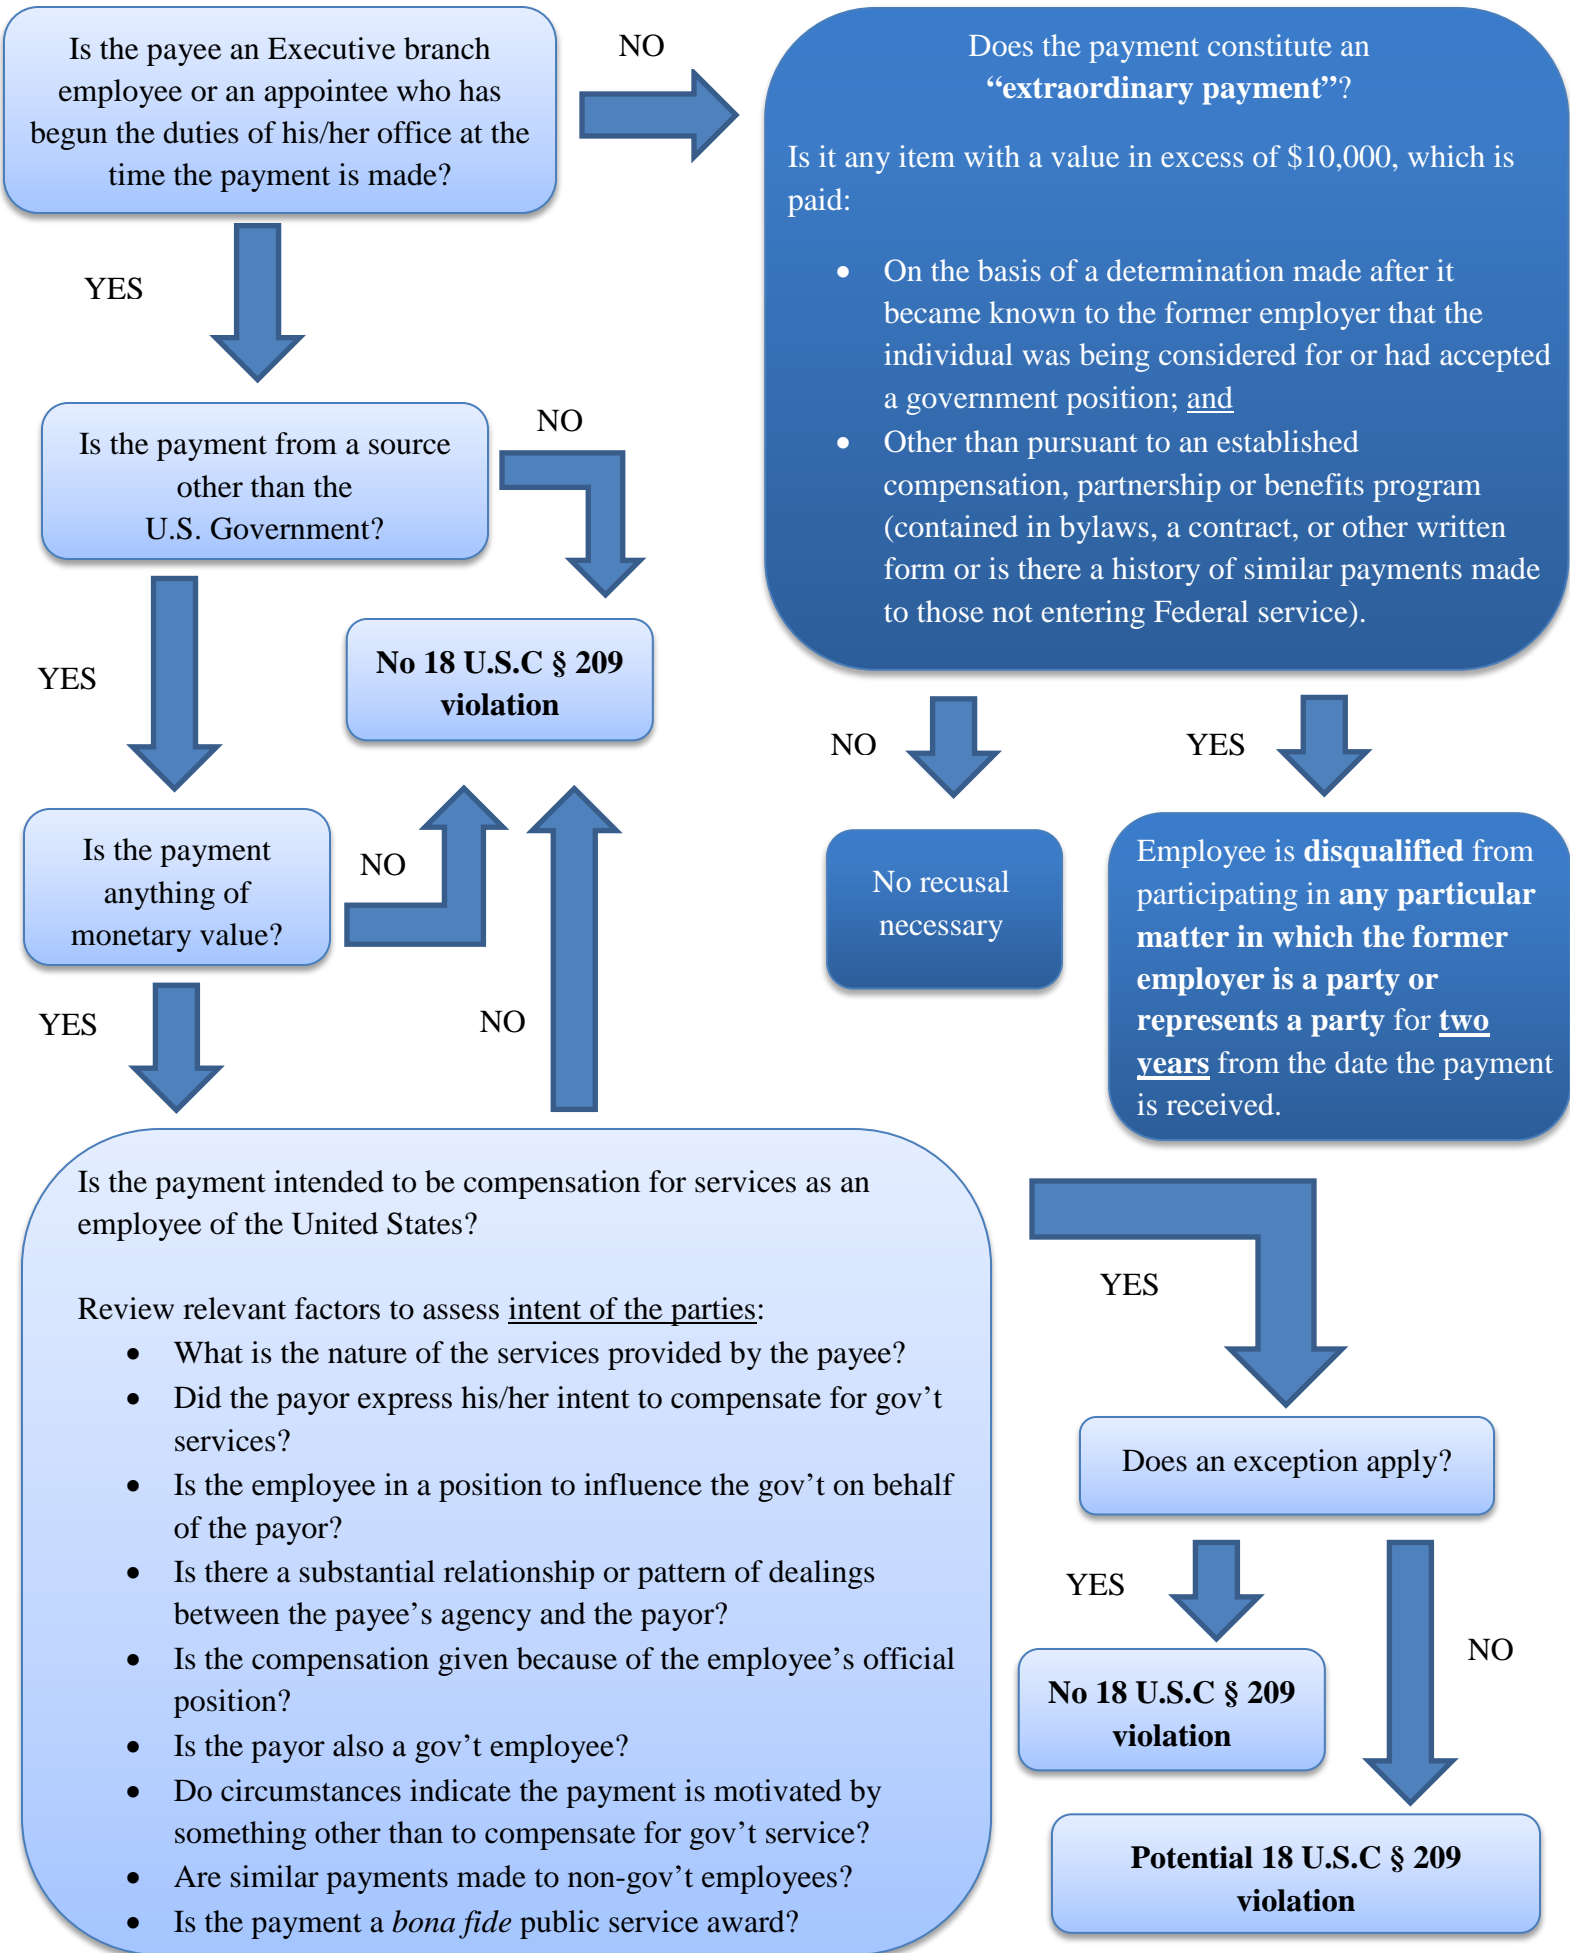 Is the payee an Executive branch
employee or an appointee who has
begun the duties of his/her office at the
time the payment is made?
NO
Does the payment constitute an
“extraordinary payment”?
Is it any item with a value in excess of $10,000, which is
paid:
• On the basis of a determination made after it
became known to the former employer that the
individual was being considered for or had accepted
a government position; and
• Other than pursuant to an established
compensation, partnership or benefits program
(contained in bylaws, a contract, or other written
form or is there a history of similar payments made
to those not entering Federal service).
YES
Is the payment from a source
other than the
U.S. Government?
NO
YES
No 18 U.S.C § 209
violation
NO
YES
Is the payment
anything of
monetary value?
NO
No recusal
necessary
Employee is disqualified from
participating in any particular
matter in which the former
employer is a party or
represents a party for two
years from the date the payment
is received.
YES
NO
Is the payment intended to be compensation for services as an
employee of the United States?
Review relevant factors to assess intent of the parties:
• What is the nature of the services provided by the payee?
• Did the payor express his/her intent to compensate for gov’t
services?
• Is the employee in a position to influence the gov’t on behalf
of the payor?
• Is there a substantial relationship or pattern of dealings
between the payee’s agency and the payor?
• Is the compensation given because of the employee’s official
position?
• Is the payor also a gov’t employee?
• Do circumstances indicate the payment is motivated by
something other than to compensate for gov’t service?
• Are similar payments made to non-gov’t employees?
• Is the payment a bona fide public service award?
YES
Does an exception apply?
YES
NO
No 18 U.S.C § 209
violation
Potential 18 U.S.C § 209
violation